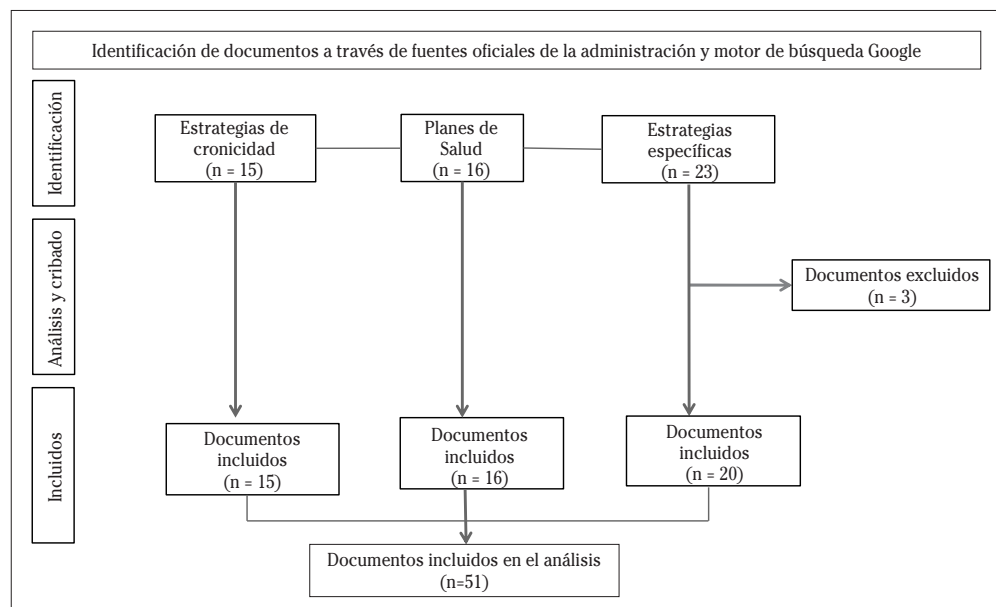 Identificación de documentos a través de fuentes oficiales de la administración y motor de búsqueda Google
Identificación
Estrategias de
cronicidad
(n = 15)
Planes de
Salud
(n = 16)
Estrategias
específicas
(n = 23)
Análisis y cribado
Documentos excluidos
(n = 3)
Incluidos
Documentos
incluidos
(n = 15)
Documentos
incluidos
(n = 16)
Documentos
incluidos
(n = 20)
Documentos incluidos en el análisis
(n=51)